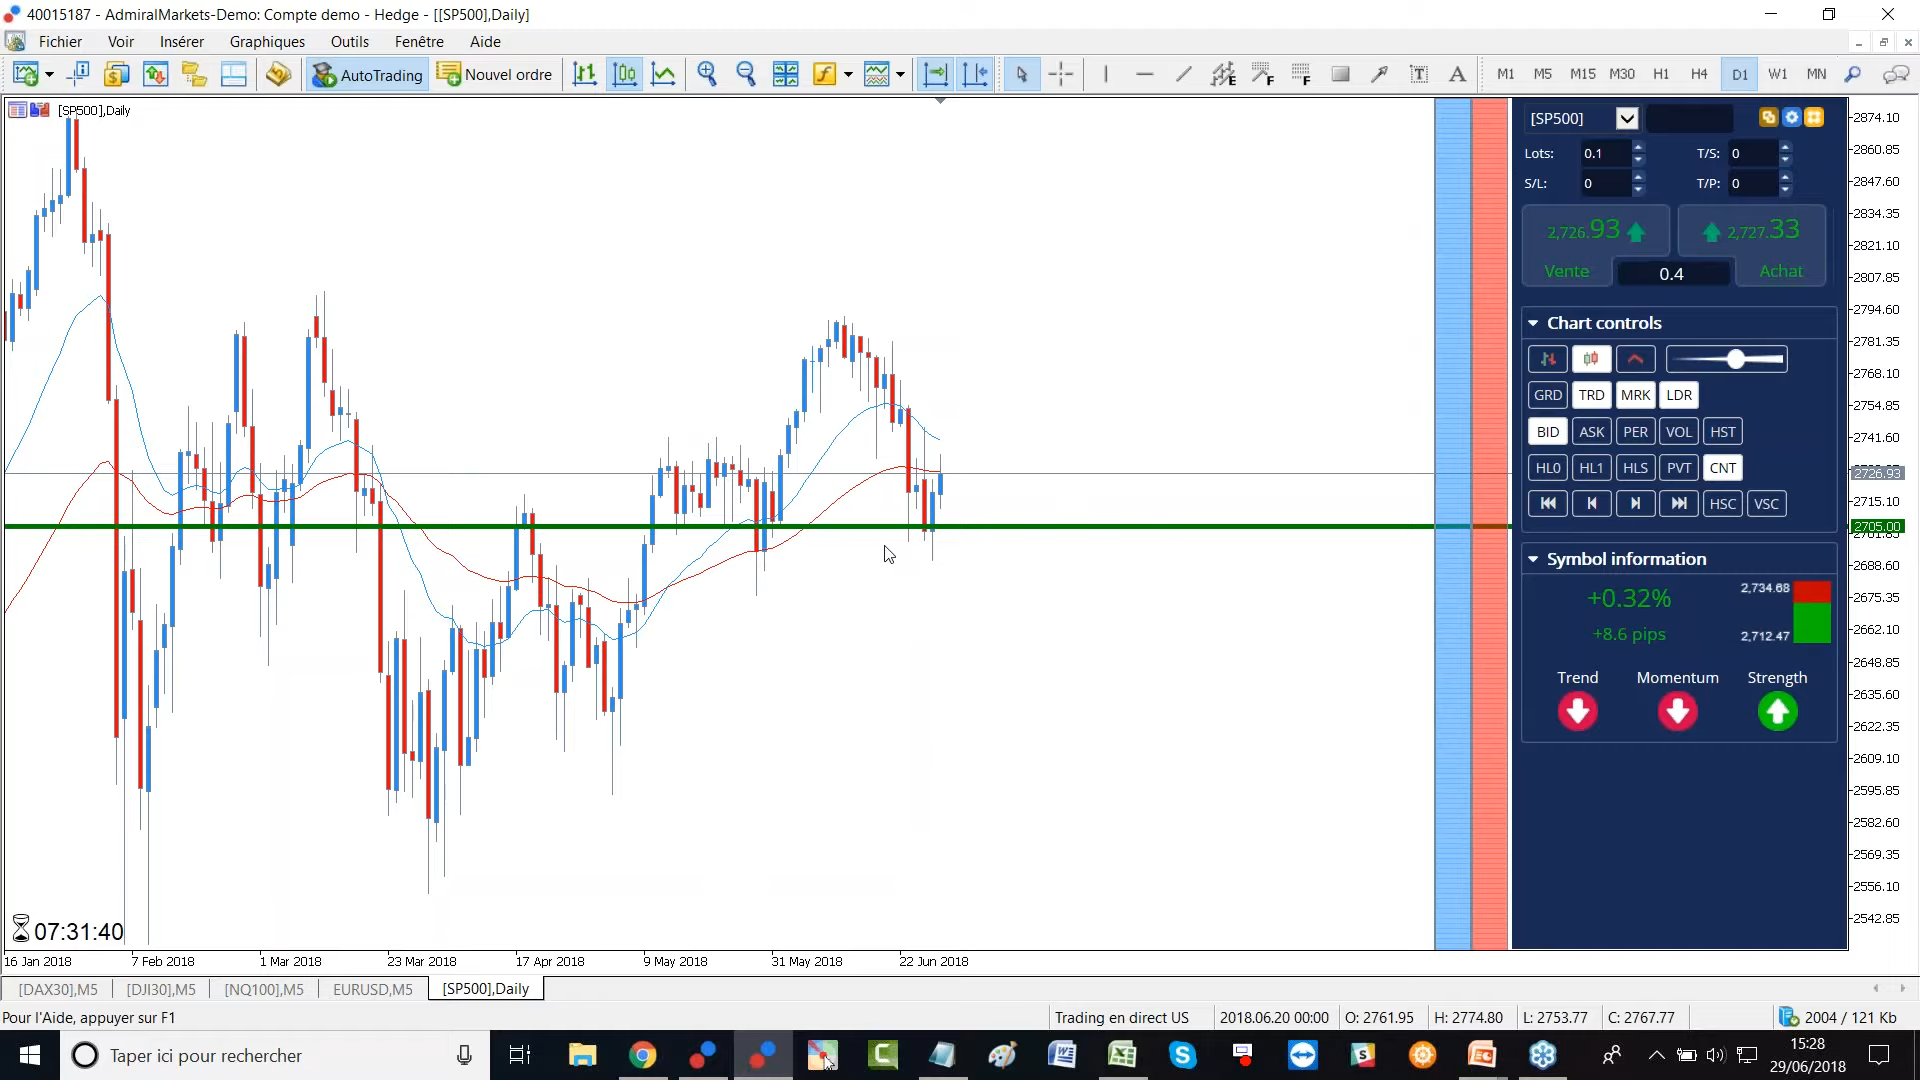 40015187 - AdmiralMarkets-Demo: Compte demo - Hedge - [[SP500],Daily]
Fichier Voir Insérer Graphiques Outils Fenêtre Aide
AutoTrading Nouvel ordre E F F T A M1 M5 M15 M30 H1 H4 D1 W1 MN
[SP500],Daily
[SP500]
Lots: 0.1 T/S: 0
S/L: 0 T/P: 0
2,726.93 2,727.33
Vente 0.4 Achat
Chart controls
GRD TRD MRK LDR
BID ASK PER VOL HST
HL0 HL1 HLS PVT CNT
HSC VSC
Symbol information
+0.32% 2,734.68
+8.6 pips 2,712.47
Trend Momentum Strength
2874.10
2860.85
2847.60
2834.35
2821.10
2807.85
2794.60
2781.35
2768.10
2754.85
2741.60
2726.93
2715.10
2705.00
2701.85
2688.60
2675.35
2662.10
2648.85
2635.60
2622.35
2609.10
2595.85
2582.60
2569.35
2556.10
2542.85
07:31:40
16 Jan 2018 7 Feb 2018 1 Mar 2018 23 Mar 2018 17 Apr 2018 9 May 2018 31 May 2018 22 Jun 2018
[DAX30],M5 [DJI30],M5 [NQ100],M5 EURUSD,M5 [SP500],Daily
Pour l'Aide, appuyer sur F1 Trading en direct US 2018.06.20 00:00 O: 2761.95 H: 2774.80 L: 2753.77 C: 2767.77 2004 / 121 Kb
Taper ici pour rechercher
15:28
29/06/2018